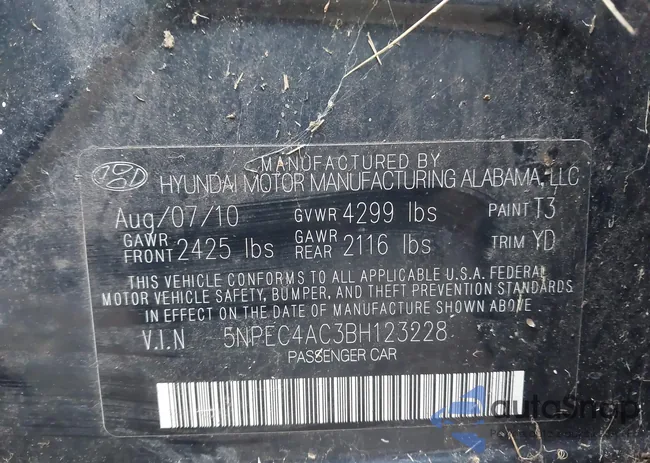 MANUFACTURED BY
HYUNDAI MOTOR MANUFACTURING ALABAMA, LLC
Aug/07/10 GVWR 4299 lbs PAINT T3
GAWR FRONT 2425 lbs GAWR REAR 2116 lbs TRIM YD
THIS VEHICLE CONFORMS TO ALL APPLICABLE U.S.A. FEDERAL
MOTOR VEHICLE SAFETY, BUMPER, AND THEFT PREVENTION STANDARDS
IN EFFECT ON THE DATE OF MANUFACTURE SHOWN ABOVE.
V.I.N 5NPEC4AC3BH123228
PASSENGER CAR
autoSnap